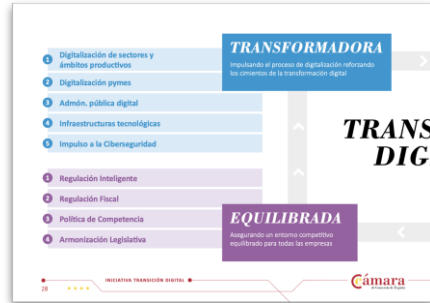 1 Digitalización de sectores y
ámbitos productivos
2 Digitalización pymes
3 Admón. pública digital
4 Infraestructuras tecnológicas
5 Impulso a la Ciberseguridad
TRANSFORMADORA
Impulsando el proceso de digitalización reforzando
los cimientos de la transformación digital
TRANS
DIG
1 Regulación Inteligente
2 Regulación Fiscal
3 Política de Competencia
4 Armonización Legislativa
EQUILIBRADA
Asegurando un entorno competitivo
equilibrado para todas las empresas
28
INICIATIVA TRANSICIÓN DIGITAL
Cámara